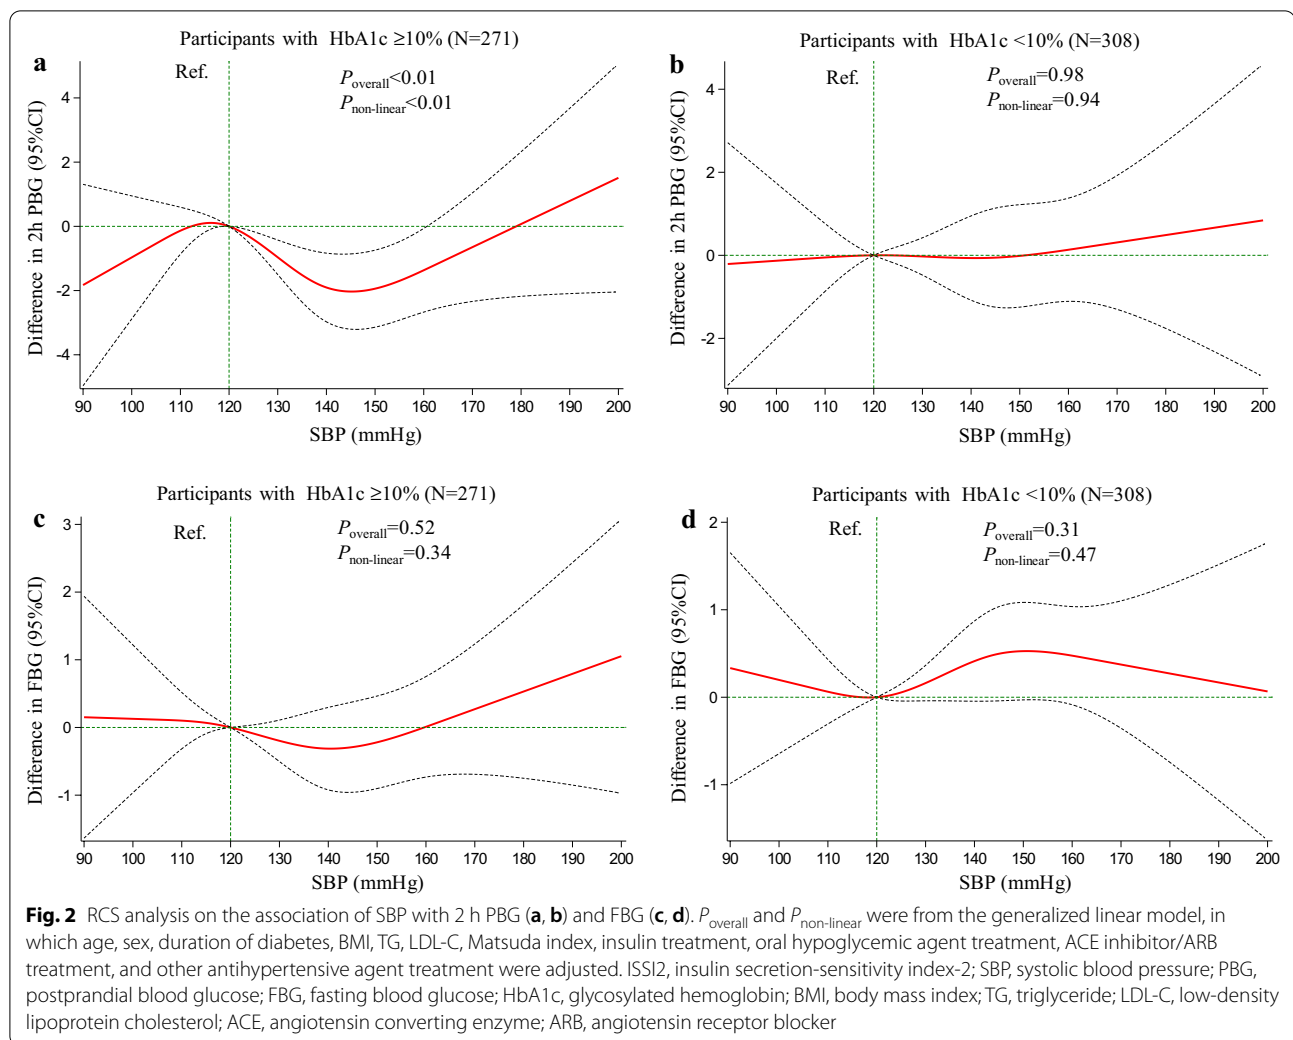 Participants with HbA1c ≥10% (N=271)
a
Ref.
P overall<0.01
P non-linear<0.01
Difference in 2h PBG (95%CI)
4
2
0
-2
-4
90 100 110 120 130 140 150 160 170 180 190 200
SBP (mmHg)
Participants with HbA1c <10% (N=308)
b
Ref.
P overall=0.98
P non-linear=0.94
Difference in 2h PBG (95%CI)
4
2
0
-2
90 100 110 120 130 140 150 160 170 180 190 200
SBP (mmHg)
Participants with HbA1c ≥10% (N=271)
c
Ref.
P overall=0.52
P non-linear=0.34
Difference in FBG (95%CI)
3
2
1
0
-1
90 100 110 120 130 140 150 160 170 180 190 200
SBP (mmHg)
Participants with HbA1c <10% (N=308)
d
Ref.
P overall=0.31
P non-linear=0.47
Difference in FBG (95%CI)
2
1
0
-1
90 100 110 120 130 140 150 160 170 180 190 200
SBP (mmHg)
Fig. 2 RCS analysis on the association of SBP with 2 h PBG (a, b) and FBG (c, d). P overall and P non-linear were from the generalized linear model, in
which age, sex, duration of diabetes, BMI, TG, LDL-C, Matsuda index, insulin treatment, oral hypoglycemic agent treatment, ACE inhibitor/ARB
treatment, and other antihypertensive agent treatment were adjusted. ISSI2, insulin secretion-sensitivity index-2; SBP, systolic blood pressure; PBG,
postprandial blood glucose; FBG, fasting blood glucose; HbA1c, glycosylated hemoglobin; BMI, body mass index; TG, triglyceride; LDL-C, low-density
lipoprotein cholesterol; ACE, angiotensin converting enzyme; ARB, angiotensin receptor blocker